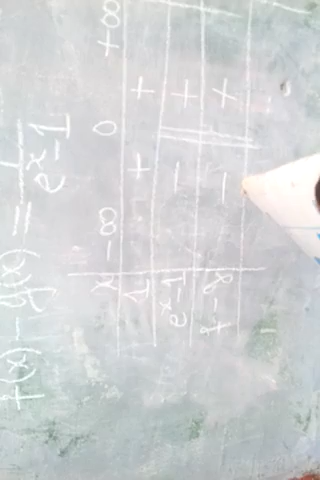 f(x) - g(x) = 1 / e^x - 1
x -∞ 0 +∞
1 + + +
e^x - 1 - || +
f - g - || +